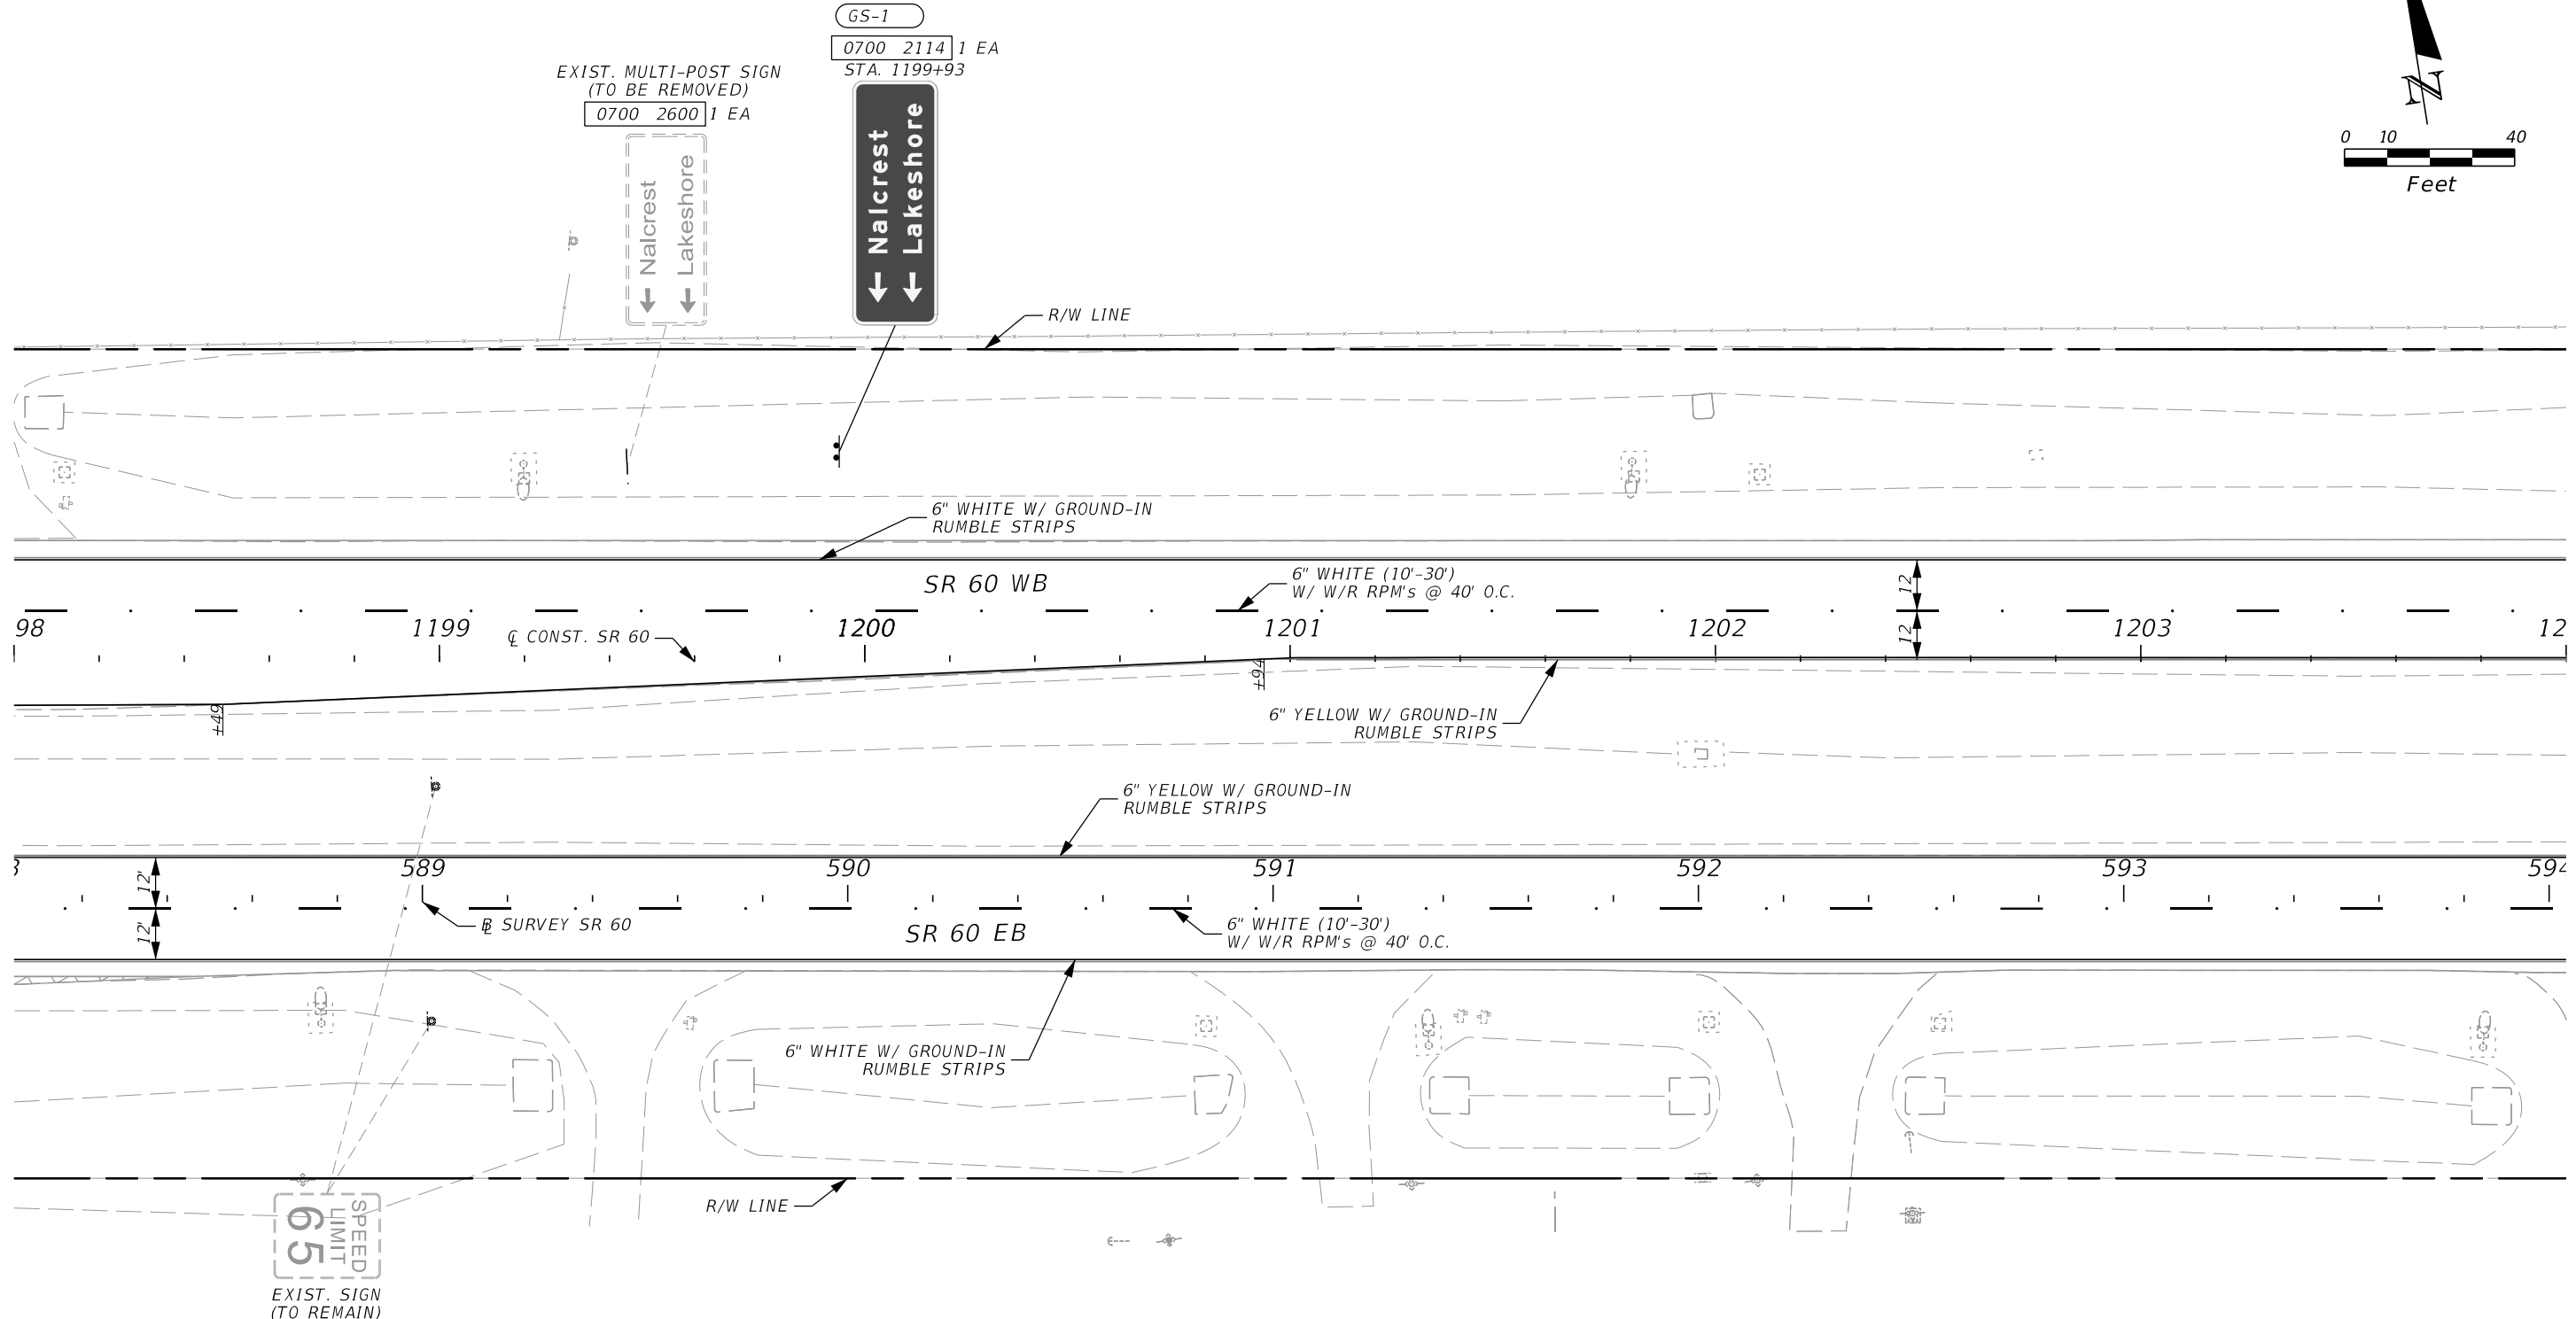 GS-1
0700 2114 1 EA
STA. 1199+93
EXIST. MULTI-POST SIGN
(TO BE REMOVED)
0700 2600 1 EA
Nalcrest
Lakeshore
Nalcrest
Lakeshore
N
0 10 40
Feet
R/W LINE
6" WHITE W/ GROUND-IN
RUMBLE STRIPS
SR 60 WB
6" WHITE (10'-30')
W/ W/R RPM's @ 40' O.C.
12
12
98 1199 1200 1201 1202 1203 12
℄ CONST. SR 60
+94
+49
6" YELLOW W/ GROUND-IN
RUMBLE STRIPS
6" YELLOW W/ GROUND-IN
RUMBLE STRIPS
589 590 591 592 593 594
12'
12'
BL SURVEY SR 60
SR 60 EB
6" WHITE (10'-30')
W/ W/R RPM's @ 40' O.C.
6" WHITE W/ GROUND-IN
RUMBLE STRIPS
R/W LINE
SPEED
LIMIT
65
EXIST. SIGN
(TO REMAIN)